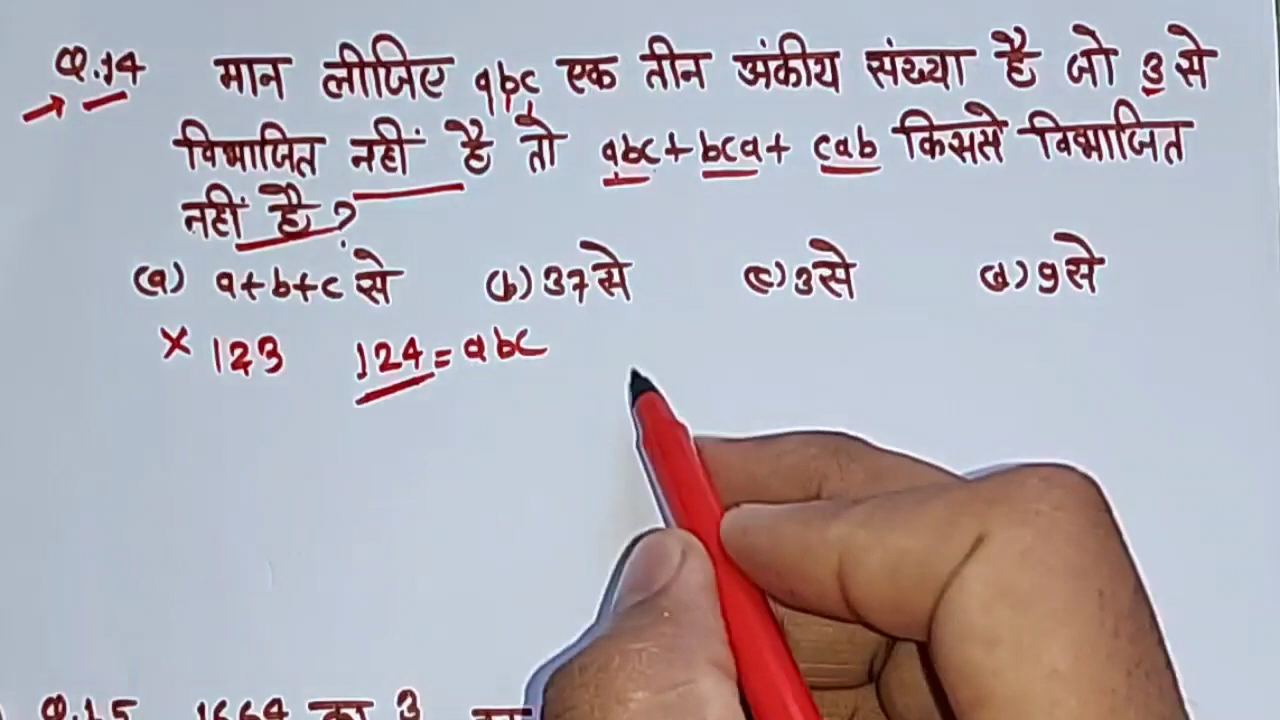 Q.14 मान लीजिए abc एक तीन अंकीय संख्या है जो 3 से
विभाजित नहीं है तो abc+bca+ cab किससे विभाजित
नहीं है ?
(a) a+b+c से (b) 37 से (c) 3 से (d) 9 से
× 123 124 = abc
Q.15 1664 का 3